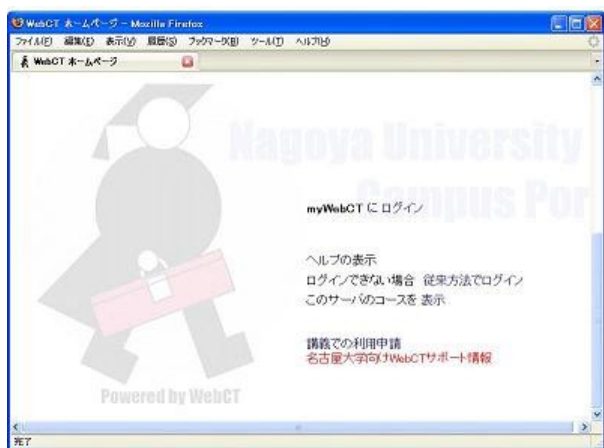 WebCT ホームページ - Mozilla Firefox
ファイル(F) 編集(E) 表示(V) 履歴(S) ブックマーク(B) ツール(T) ヘルプ(H)
WebCT ホームページ
Nagoya University
Campus Por
myWebCT にログイン
ヘルプの表示
ログインできない場合 従来方法でログイン
このサーバのコースを 表示
講義での利用申請
名古屋大学向けWebCTサポート情報
Powered by WebCT
完了